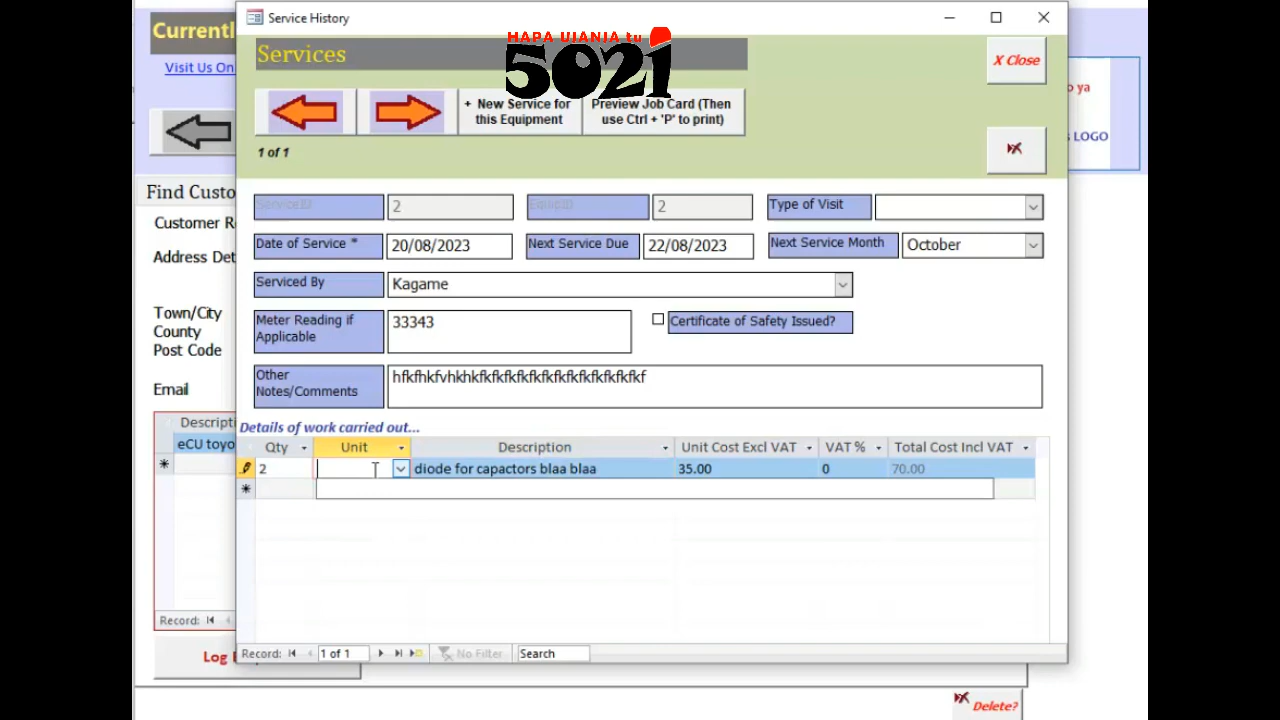 Service History
Currentl
HAPA UJANJA tu
5021
Services
X Close
Visit Us On
o ya
s LOGO
+ New Service for
this Equipment
Preview Job Card (Then
use Ctrl + 'P' to print)
1 of 1
Find Custo
ServiceID
2
EquipID
2
Type of Visit
Customer R
Date of Service *
20/08/2023
Next Service Due
22/08/2023
Next Service Month
October
Address Det
Serviced By
Kagame
Town/City
County
Post Code
Meter Reading if
Applicable
33343
Certificate of Safety Issued?
Email
Other
Notes/Comments
hfkfhkfvhkhkfkfkfkfkfkfkfkfkfkfkfkfkf
Details of work carried out...
Descripti
Qty
Unit
Description
Unit Cost Excl VAT
VAT %
Total Cost Incl VAT
eCU toyo
2
diode for capactors blaa blaa
35.00
0
70.00
Record:
Log
Record:
1 of 1
No Filter
Search
Delete?